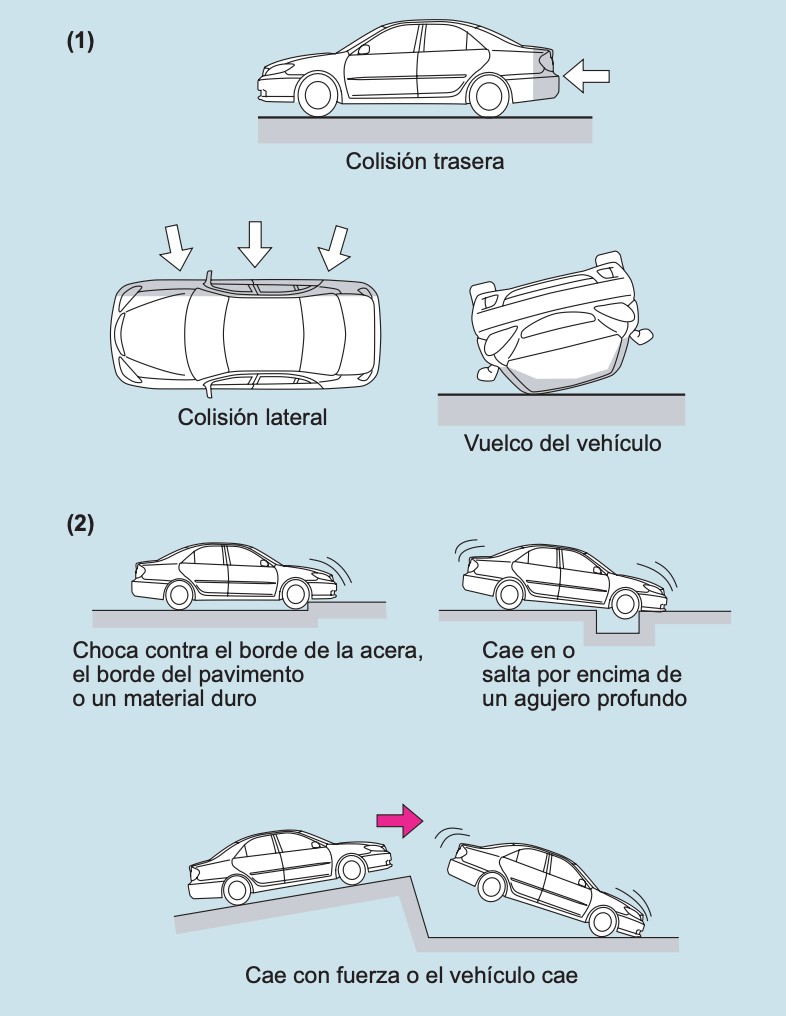 (1)
Colisión trasera
Colisión lateral
Vuelco del vehículo
(2)
Choca contra el borde de la acera,
el borde del pavimento
o un material duro
Cae en o
salta por encima de
un agujero profundo
Cae con fuerza o el vehículo cae